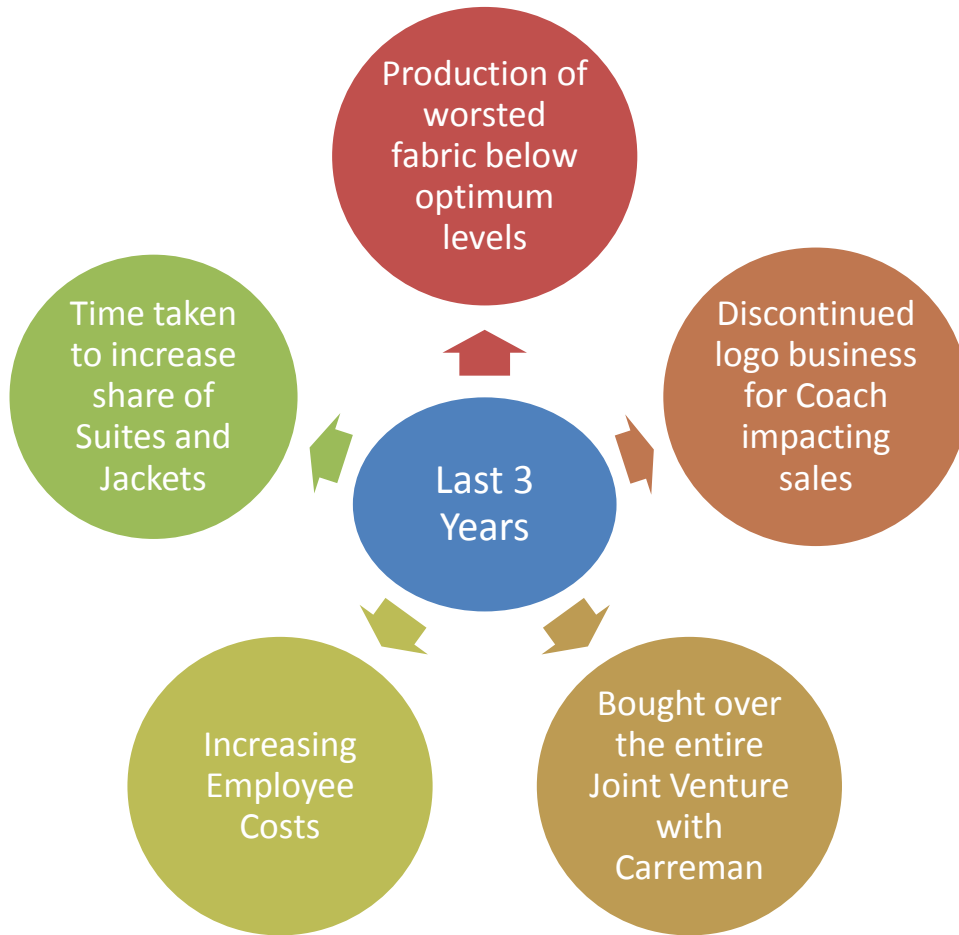 Production of
worsted
fabric below
optimum
levels
Discontinued
logo business
for Coach
impacting
sales
Bought over
the entire
Joint Venture
with
Carreman
Increasing
Employee
Costs
Time taken
to increase
share of
Suites and
Jackets
Last 3
Years